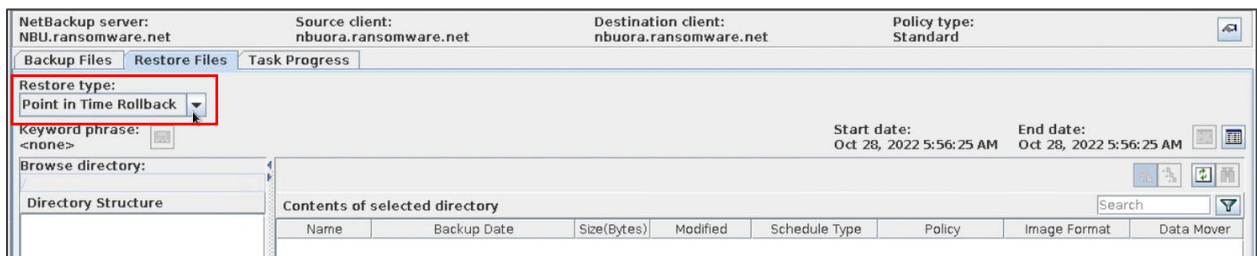 NetBackup server: Source client: Destination client: Policy type:
NBU.ransomware.net nbuora.ransomware.net nbuora.ransomware.net Standard
Backup Files Restore Files Task Progress
Restore type:
Point in Time Rollback
Keyword phrase: Start date: End date:
<none> Oct 28, 2022 5:56:25 AM Oct 28, 2022 5:56:25 AM
Browse directory:
/
Directory Structure Contents of selected directory Search
Name Backup Date Size(Bytes) Modified Schedule Type Policy Image Format Data Mover